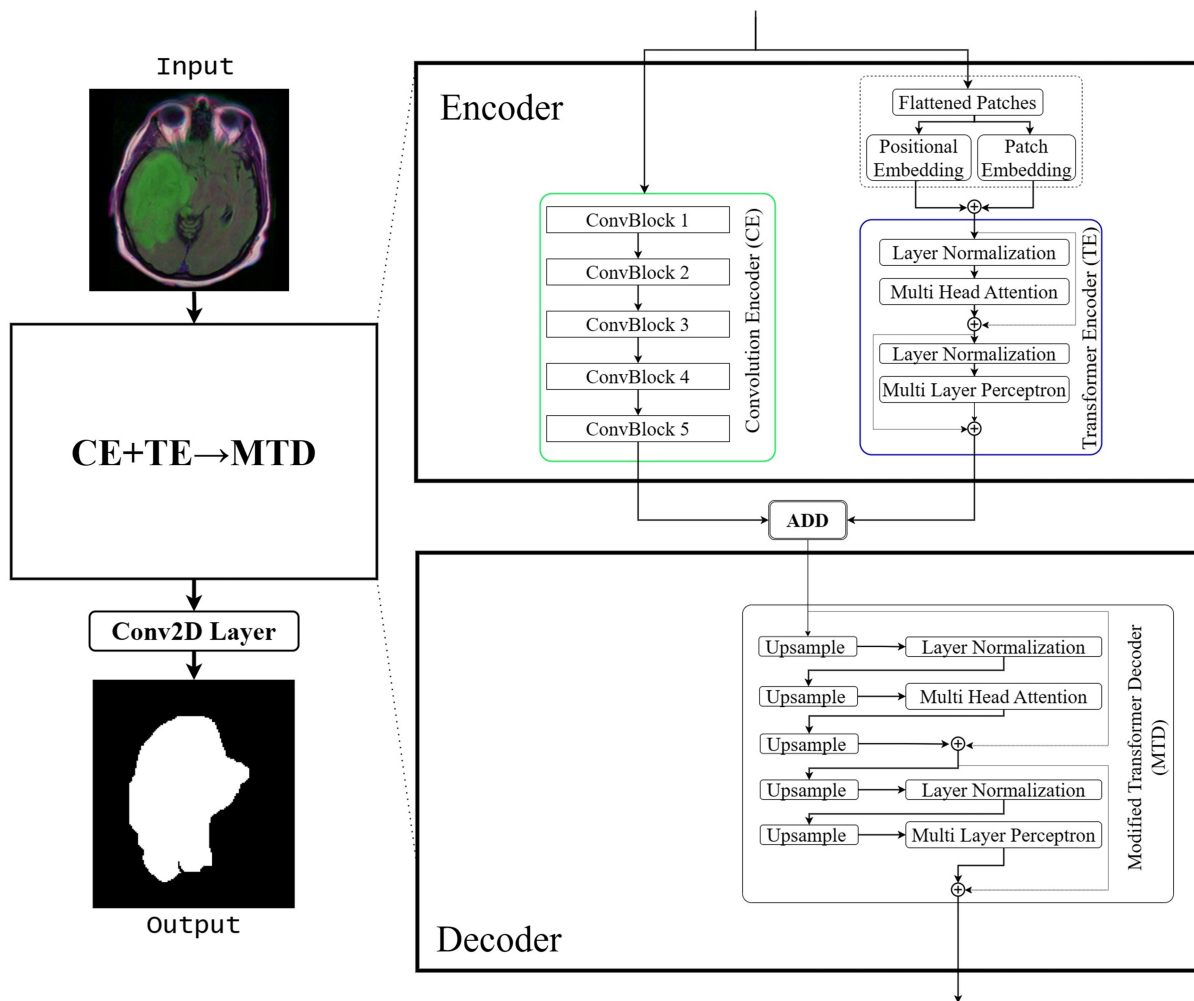 Input
CE+TE→MTD
Conv2D Layer
Output
Encoder
ConvBlock 1
ConvBlock 2
ConvBlock 3
ConvBlock 4
ConvBlock 5
Convolution Encoder (CE)
Flattened Patches
Positional
Embedding
Patch
Embedding
Layer Normalization
Multi Head Attention
Layer Normalization
Multi Layer Perceptron
Transformer Encoder (TE)
ADD
Upsample
Layer Normalization
Upsample
Multi Head Attention
Upsample
Upsample
Layer Normalization
Upsample
Multi Layer Perceptron
Modified Transformer Decoder
(MTD)
Decoder